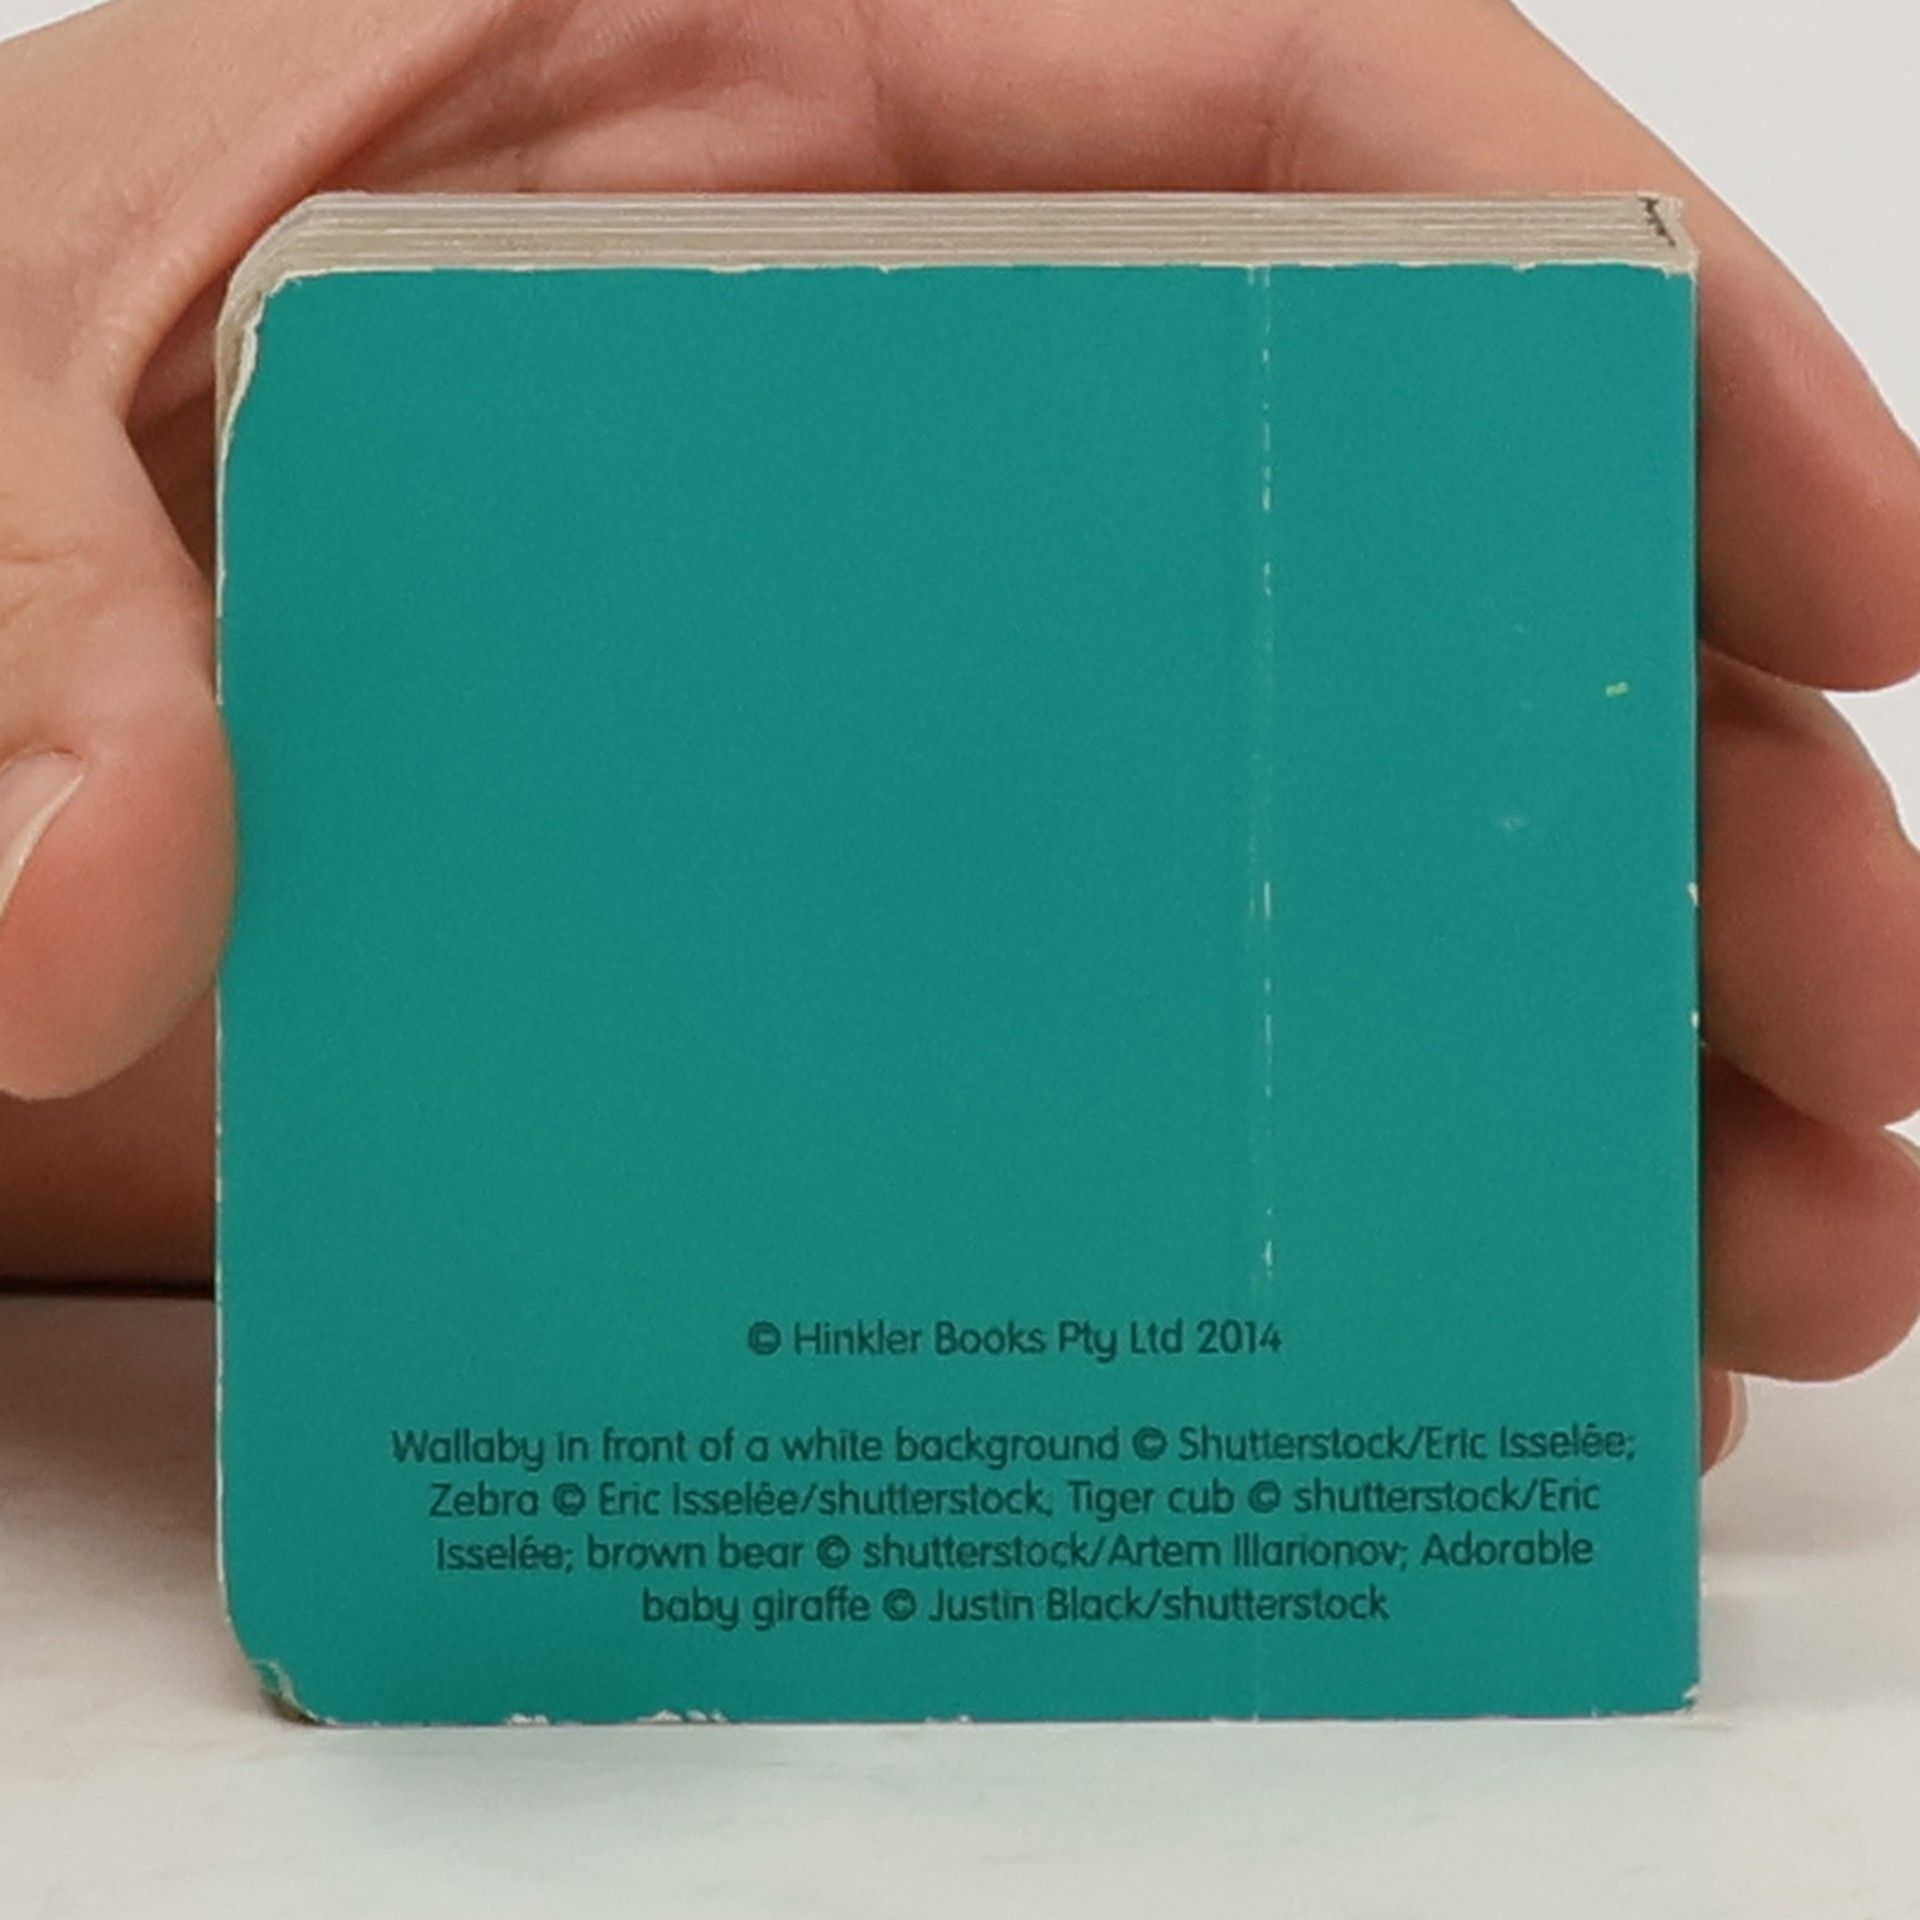 © Hinkler Books Pty Ltd 2014
Wallaby in front of a white background © Shutterstock/Eric Isselée;
Zebra © Eric Isselée/shutterstock, Tiger cub © shutterstock/Eric
Isselée; brown bear © shutterstock/Artem Illarionov; Adorable
baby giraffe © Justin Black/shutterstock